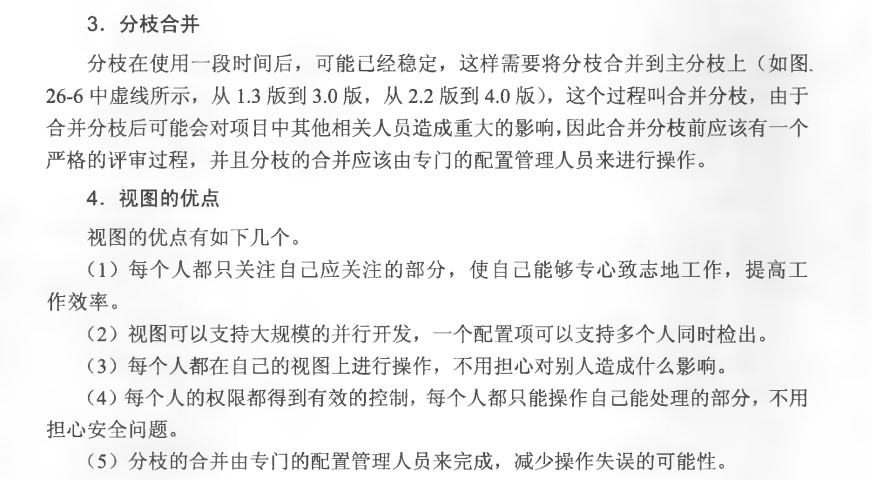 3．分枝合并
分枝在使用一段时间后，可能已经稳定，这样需要将分枝合并到主分枝上（如图.
26-6 中虚线所示，从 1.3 版到 3.0 版，从 2.2 版到 4.0 版），这个过程叫合并分枝，由于
合并分枝后可能会对项目中其他相关人员造成重大的影响，因此合并分枝前应该有一个
严格的评审过程，并且分枝的合并应该由专门的配置管理人员来进行操作。
4．视图的优点
视图的优点有如下几个。
（1）每个人都只关注自己应关注的部分，使自己能够专心致志地工作，提高工
作效率。
（2）视图可以支持大规模的并行开发，一个配置项可以支持多个人同时检出。
（3）每个人都在自己的视图上进行操作，不用担心对别人造成什么影响。
（4）每个人的权限都得到有效的控制，每个人都只能操作自己能处理的部分，不用
担心安全问题。
（5）分枝的合并由专门的配置管理人员来完成，减少操作失误的可能性。